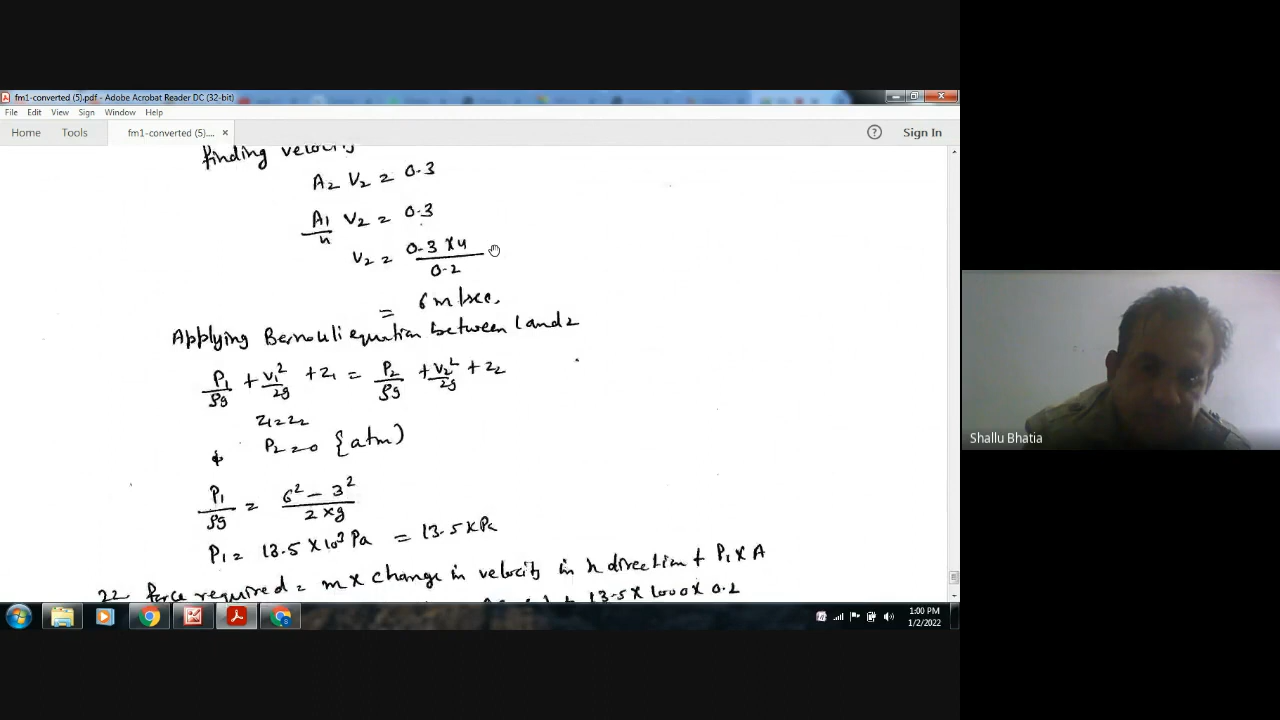 fm1-converted (5).pdf - Adobe Acrobat Reader DC (32-bit)
File Edit View Sign Window Help
Home Tools fm1-converted (5).... x ? Sign In
finding velocity
A2 V2 = 0.3
A1/4 V2 = 0.3
V2 = 0.3 x 4 / 0.2
= 6 m/sec.
Applying Bernouli equation between 1 and 2
P1/ρg + V1²/2g + Z1 = P2/ρg + V2²/2g + Z2
Z1 = Z2
& P2 = 0 {atm)
P1/ρg = 6² - 3² / 2 x g
P1 = 13.5 x 10³ Pa = 13.5 KPa
22 force required = m x change in velocity in x direction + P1 x A
13.5 x 1000 x 0.2
Shallu Bhatia
1:00 PM
1/2/2022